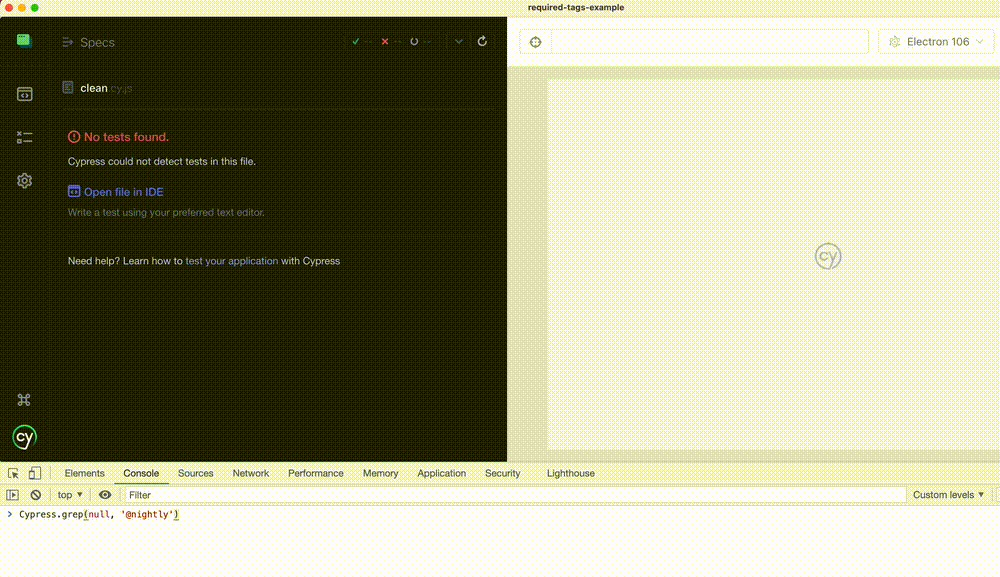 required-tags-example
Specs
-- -- --
Electron 106
clean.cy.js
No tests found.
Cypress could not detect tests in this file.
Open file in IDE
Write a test using your preferred text editor.
Need help? Learn how to test your application with Cypress
cy
cy
Elements Console Sources Network Performance Memory Application Security Lighthouse
top Filter Custom levels
Cypress.grep(null, '@nightly')